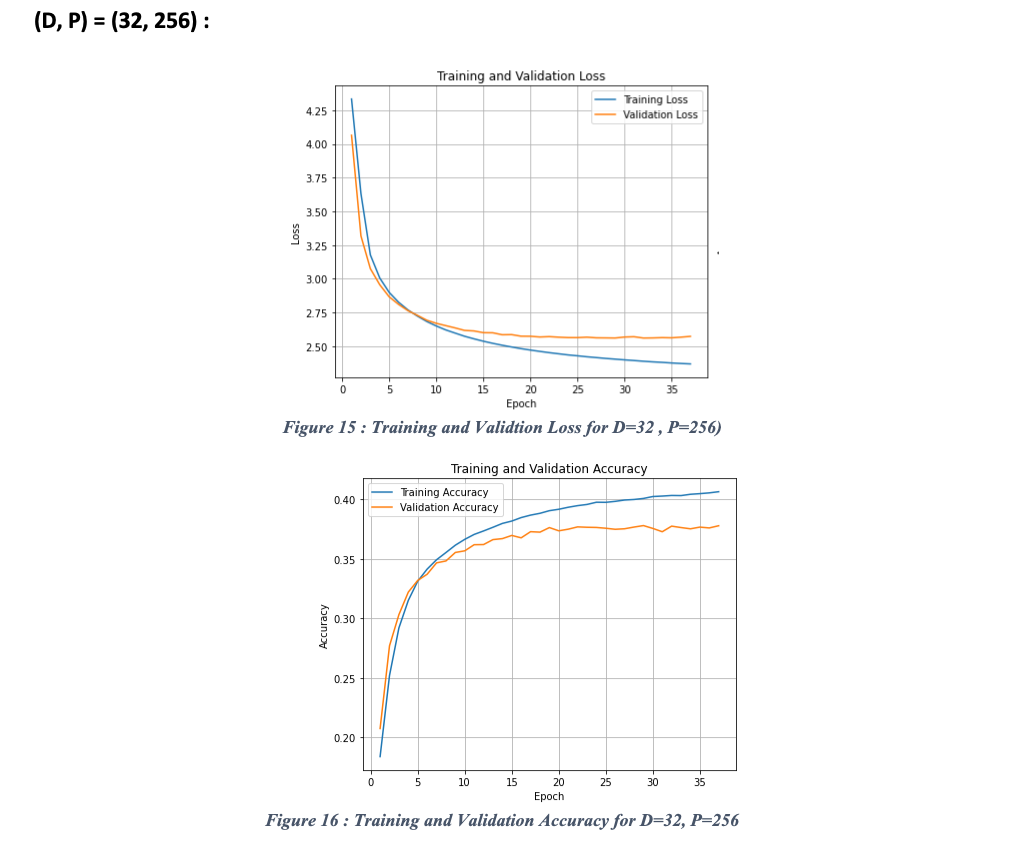 (D, P) = (32, 256) :
Training and Validation Loss
Training Loss
Validation Loss
4.25
4.00
3.75
3.50
3.25
3.00
2.75
2.50
Loss
0 5 10 15 20 25 30 35
Epoch
Figure 15 : Training and Validtion Loss for D=32 , P=256)
Training and Validation Accuracy
Training Accuracy
Validation Accuracy
0.40
0.35
0.30
0.25
0.20
Accuracy
0 5 10 15 20 25 30 35
Epoch
Figure 16 : Training and Validation Accuracy for D=32, P=256